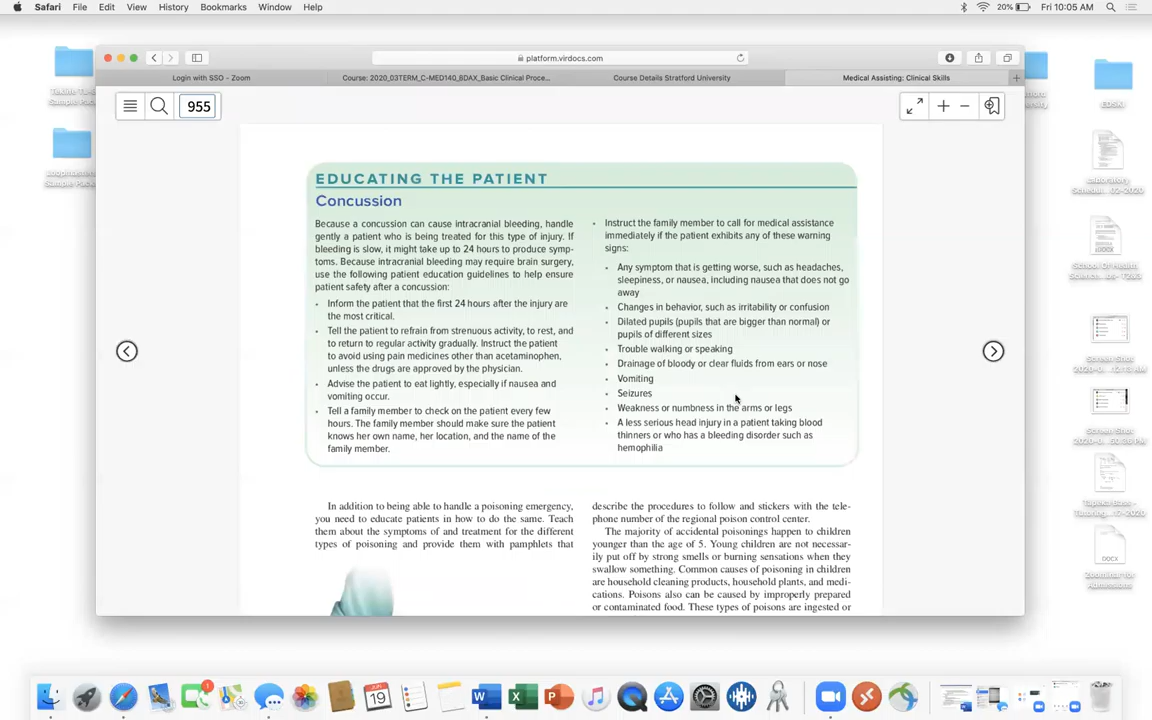 Safari File Edit View History Bookmarks Window Help
20% Fri 10:05 AM
platform.virdocs.com
Login with SSO - Zoom
Course: 2020_03TERM_C-MED140_8DAX_Basic Clinical Proce...
Course Details Stratford University
Medical Assisting: Clinical Skills
955
EDUCATING THE PATIENT
Concussion
Because a concussion can cause intracranial bleeding, handle
gently a patient who is being treated for this type of injury. If
bleeding is slow, it might take up to 24 hours to produce symp-
toms. Because intracranial bleeding may require brain surgery,
use the following patient education guidelines to help ensure
patient safety after a concussion:
• Inform the patient that the first 24 hours after the injury are
the most critical.
• Tell the patient to refrain from strenuous activity, to rest, and
to return to regular activity gradually. Instruct the patient
to avoid using pain medicines other than acetaminophen,
unless the drugs are approved by the physician.
• Advise the patient to eat lightly, especially if nausea and
vomiting occur.
• Tell a family member to check on the patient every few
hours. The family member should make sure the patient
knows her own name, her location, and the name of the
family member.
• Instruct the family member to call for medical assistance
immediately if the patient exhibits any of these warning
signs:
• Any symptom that is getting worse, such as headaches,
sleepiness, or nausea, including nausea that does not go
away
• Changes in behavior, such as irritability or confusion
• Dilated pupils (pupils that are bigger than normal) or
pupils of different sizes
• Trouble walking or speaking
• Drainage of bloody or clear fluids from ears or nose
• Vomiting
• Seizures
• Weakness or numbness in the arms or legs
• A less serious head injury in a patient taking blood
thinners or who has a bleeding disorder such as
hemophilia
In addition to being able to handle a poisoning emergency,
you need to educate patients in how to do the same. Teach
them about the symptoms of and treatment for the different
types of poisoning and provide them with pamphlets that
describe the procedures to follow and stickers with the tele-
phone number of the regional poison control center.
The majority of accidental poisonings happen to children
younger than the age of 5. Young children are not necessar-
ily put off by strong smells or burning sensations when they
swallow something. Common causes of poisoning in children
are household cleaning products, household plants, and medi-
cations. Poisons also can be caused by improperly prepared
or contaminated food. These types of poisons are ingested or
EDSKI
Laboratory
School Of Health
Screen Shot
Screen Shot
DOCX
Admissions
JUN
19
1